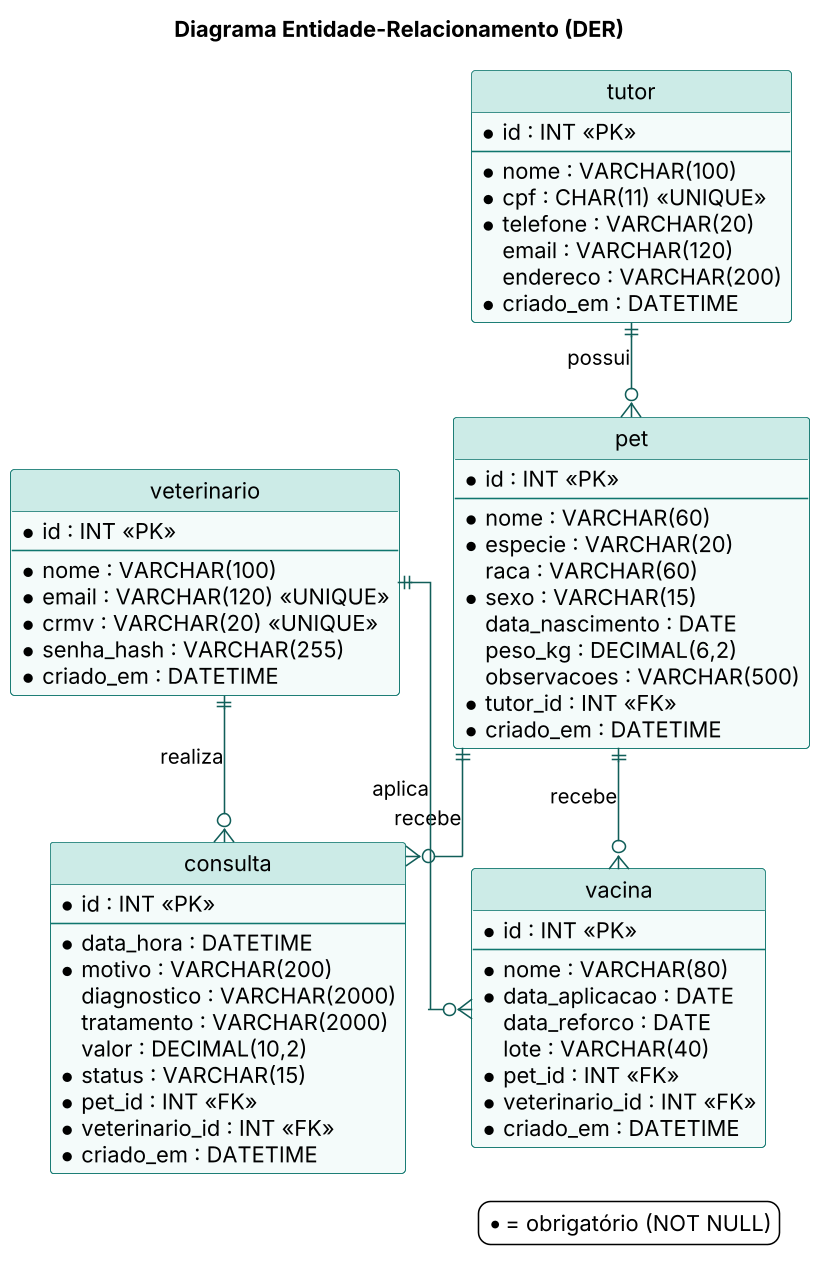 Diagrama Entidade-Relacionamento (DER)
tutor
• id : INT «PK»
• nome : VARCHAR(100)
• cpf : CHAR(11) «UNIQUE»
• telefone : VARCHAR(20)
email : VARCHAR(120)
endereco : VARCHAR(200)
• criado_em : DATETIME
possui
pet
• id : INT «PK»
• nome : VARCHAR(60)
• especie : VARCHAR(20)
raca : VARCHAR(60)
• sexo : VARCHAR(15)
data_nascimento : DATE
peso_kg : DECIMAL(6,2)
observacoes : VARCHAR(500)
• tutor_id : INT «FK»
• criado_em : DATETIME
veterinario
• id : INT «PK»
• nome : VARCHAR(100)
• email : VARCHAR(120) «UNIQUE»
• crmv : VARCHAR(20) «UNIQUE»
• senha_hash : VARCHAR(255)
• criado_em : DATETIME
realiza
aplica
recebe
recebe
consulta
• id : INT «PK»
• data_hora : DATETIME
• motivo : VARCHAR(200)
diagnostico : VARCHAR(2000)
tratamento : VARCHAR(2000)
valor : DECIMAL(10,2)
• status : VARCHAR(15)
• pet_id : INT «FK»
• veterinario_id : INT «FK»
• criado_em : DATETIME
vacina
• id : INT «PK»
• nome : VARCHAR(80)
• data_aplicacao : DATE
data_reforco : DATE
lote : VARCHAR(40)
• pet_id : INT «FK»
• veterinario_id : INT «FK»
• criado_em : DATETIME
• = obrigatório (NOT NULL)